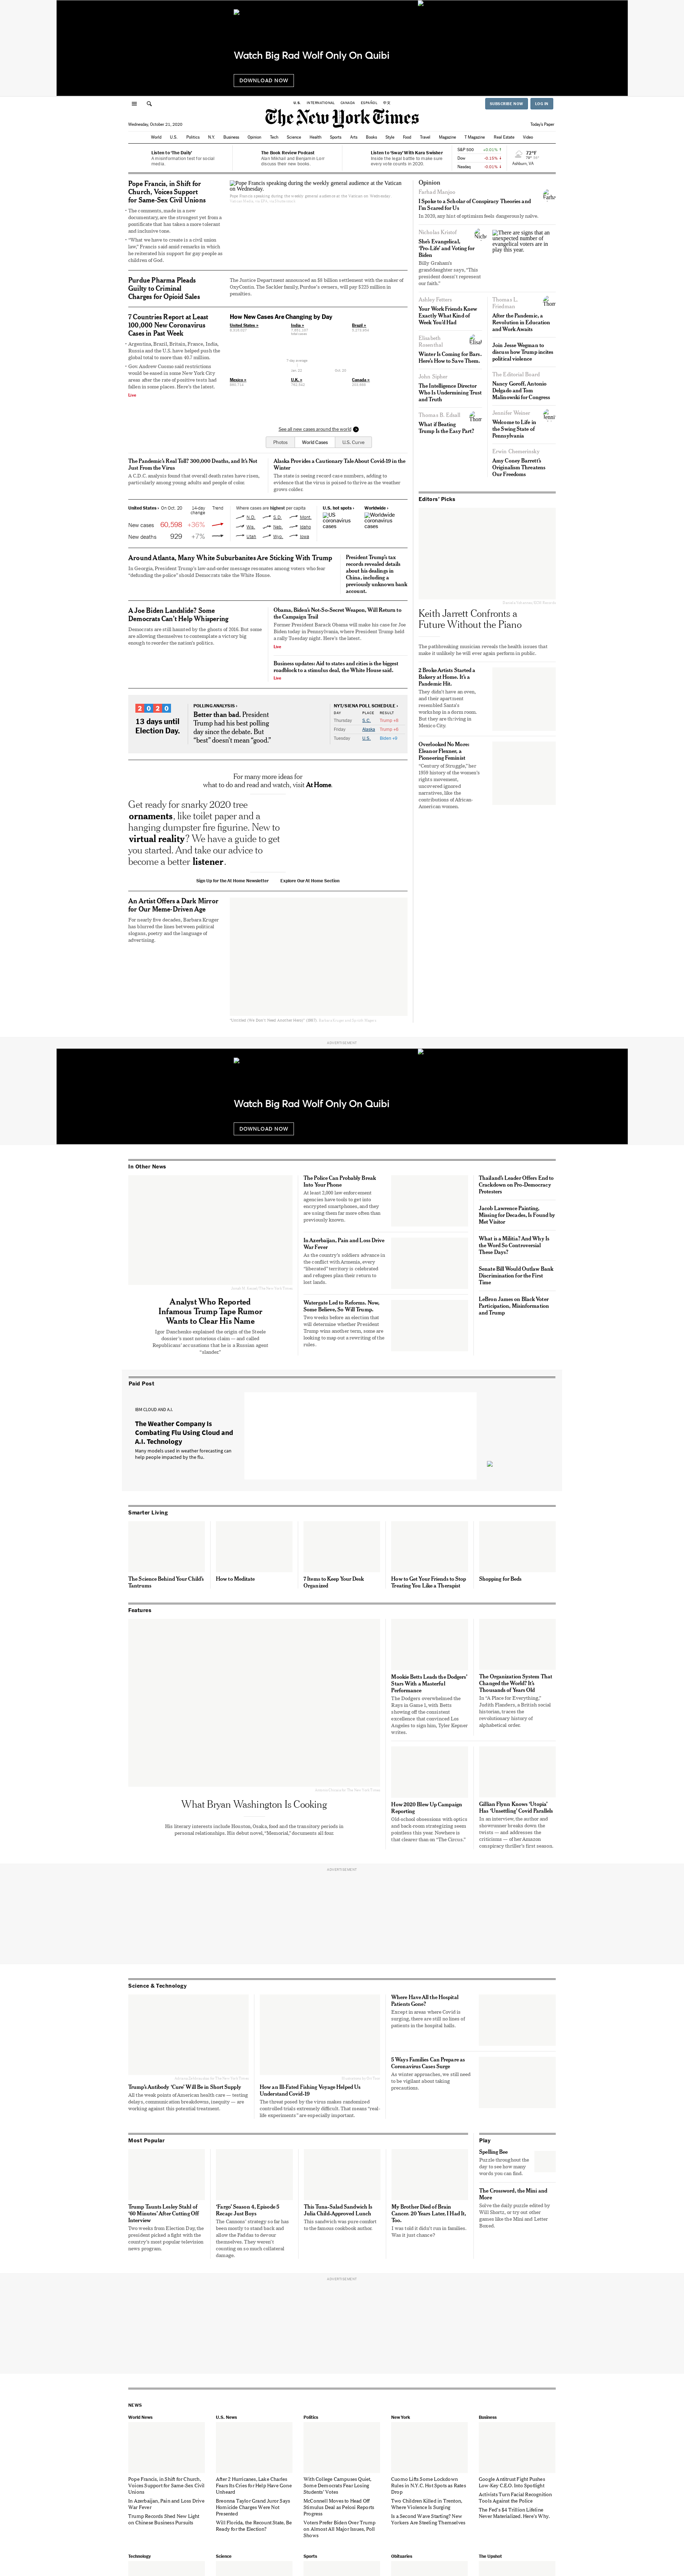 Watch Big Rad Wolf Only On Quibi
DOWNLOAD NOW
U.S. INTERNATIONAL CANADA ESPAÑOL 中文
SUBSCRIBE NOW
LOG IN
The New York Times
Wednesday, October 21, 2020
Today's Paper
World U.S. Politics N.Y. Business Opinion Tech Science Health Sports Arts Books Style Food Travel Magazine T Magazine Real Estate Video
Listen to 'The Daily'
A misinformation test for social media.
The Book Review Podcast
Listen to 'Sway' With Kara Swisher
Inside the legal battle to make sure every vote counts in 2020.
Pope Francis, in Shift for
Church, Voices Support
for Same-Sex Civil Unions
The comments, made in a new
documentary, are the strongest yet from a
pontificate that has taken a more tolerant
and inclusive tone.
"What we have to create is a civil union
law," Francis said amid remarks in which
he reiterated his support for gay people as
children of God.
Pope Francis speaking during the weekly general audience at the Vatican
on Wednesday.
Purdue Pharma Pleads
Guilty to Criminal
Charges for Opioid Sales
The Justice Department announced an $8 billion settlement with the maker of
OxyContin. The Sackler family, Purdue's owners, will pay $225 million in
penalties.
7 Countries Report at Least
100,000 New Coronavirus
Cases in Past Week
Argentina, Brazil, Britain, France, India,
Russia and the U.S. have helped push the
global total to more than 40.7 million.
Gov. Andrew Cuomo said restrictions
would be eased in some New York City
areas after the rate of positive tests had
fallen in some places. Here's the latest.
Live
How New Cases Are Changing by Day
United States »
India »
Brazil »
Mexico »
U.K. »
Canada »
See all new cases around the world
Photos
World Cases
U.S. Curve
The Pandemic's Real Toll? 300,000 Deaths, and It's Not
Just From the Virus
A C.D.C. analysis found that overall death rates have risen,
particularly among young adults and people of color.
Alaska Provides a Cautionary Tale About Covid-19 in the
Winter
The state is seeing record case numbers, adding to
evidence that the virus is poised to thrive as the weather
grows colder.
United States › On Oct. 20
14-day change
Trend
New cases 60,598 +36%
New deaths 929 +7%
Where cases are highest per capita
N.D. S.D. Mont.
Wis. Neb. Idaho
Utah Wyo. Iowa
U.S. hot spots ›
US coronavirus cases
Worldwide ›
Worldwide coronavirus cases
Around Atlanta, Many White Suburbanites Are Sticking With Trump
In Georgia, President Trump's law-and-order message resonates among voters who fear
"defunding the police" should Democrats take the White House.
President Trump's tax
records revealed details
about his dealings in
China, including a
previously unknown bank
account.
A Joe Biden Landslide? Some
Democrats Can't Help Whispering
Democrats are still haunted by the ghosts of 2016. But some
are allowing themselves to contemplate a victory big
enough to reorder the nation's politics.
Obama, Biden's Not-So-Secret Weapon, Will Return to
the Campaign Trail
Former President Barack Obama will make his case for Joe
Biden today in Pennsylvania, where President Trump held
a rally Tuesday night. Here's the latest.
Live
Business updates: Aid to states and cities is the biggest
roadblock to a stimulus deal, the White House said.
Live
2020
13 days until
Election Day.
POLLING ANALYSIS ›
Better than bad. President
Trump had his best polling
day since the debate. But
"best" doesn't mean "good."
NYT/SIENA POLL SCHEDULE ›
DAY PLACE RESULT
Thursday S.C.
Friday Alaska
Tuesday U.S.
For many more ideas for
what to do and read and watch, visit At Home.
Get ready for snarky 2020 tree
ornaments, like toilet paper and a
hanging dumpster fire figurine. New to
virtual reality? We have a guide to get
you started. And take our advice to
become a better listener.
Sign Up for the At Home Newsletter
Explore Our At Home Section
An Artist Offers a Dark Mirror
for Our Meme-Driven Age
For nearly five decades, Barbara Kruger
has blurred the lines between political
slogans, poetry and the language of
advertising.
Opinion
Farhad Manjoo
I Spoke to a Scholar of Conspiracy Theories and
I'm Scared for Us
In 2020, any hint of optimism feels dangerously naïve.
Nicholas Kristof
She's Evangelical,
'Pro-Life' and Voting for
Biden
Billy Graham's
granddaughter says, "This
president doesn't represent
our faith."
There are signs that an
unexpected number of
evangelical voters are in
play this year.
Ashley Fetters
Your Work Friends Knew
Exactly What Kind of
Week You'd Had
Elisabeth
Rosenthal
Winter Is Coming for Bars.
Here's How to Save Them.
John Sipher
The Intelligence Director
Who Is Undermining Trust
and Truth
Thomas B. Edsall
What if Beating
Trump Is the Easy Part?
Thomas L.
Friedman
After the Pandemic, a
Revolution in Education
and Work Awaits
Join Jesse Wegman to
discuss how Trump incites
political violence
The Editorial Board
Nancy Geroff, Antonio
Delgado and Tom
Malinowski for Congress
Jennifer Weiner
Welcome to Life in
the Swing State of
Pennsylvania
Erwin Chemerinsky
Amy Coney Barrett's
Originalism Threatens
Our Freedoms
Editors' Picks
Keith Jarrett Confronts a
Future Without the Piano
The pathbreaking musician reveals the health issues that
make it unlikely he will ever again perform in public.
2 Broke Artists Started a
Bakery at Home. It's a
Pandemic Hit.
They didn't have an oven,
and their apartment
resembled Santa's
workshop in a dorm room.
But they are thriving in
Mexico City.
Overlooked No More:
Eleanor Flexner, a
Pioneering Feminist
"Century of Struggle," her
1959 history of the women's
rights movement,
uncovered ignored
narratives, like the
contributions of African-
American women.
ADVERTISEMENT
Watch Big Rad Wolf Only On Quibi
DOWNLOAD NOW
In Other News
Analyst Who Reported
Infamous Trump Tape Rumor
Wants to Clear His Name
Igor Danchenko explained the origins of the Steele
dossier's most notorious claim — and called
Republicans' accusations that he is a Russian agent
"slander."
The Police Can Probably Break
Into Your Phone
At least 2,000 law enforcement
agencies have tools to get into
encrypted smartphones, and they
are using them far more often than
previously known.
In Azerbaijan, Pain and Loss Drive
War Fever
As the country's soldiers advance in
the conflict with Armenia, every
"liberated" territory is celebrated
and refugees plan their return to
lost lands.
Watergate Led to Reforms. Now,
Some Believe, So Will Trump.
Two weeks before an election that
will determine whether President
Trump wins another term, some are
looking to map out a rewriting of the
rules.
Thailand's Leader Offers End to
Crackdown on Pro-Democracy
Protesters
Jacob Lawrence Painting,
Missing for Decades, Is Found by
Met Visitor
What is a Militia? And Why Is
the Word So Controversial
These Days?
Senate Bill Would Outlaw Bank
Discrimination for the First
Time
LeBron James on Black Voter
Participation, Misinformation
and Trump
Paid Post
IBM CLOUD AND A.I.
The Weather Company Is
Combating Flu Using Cloud and
A.I. Technology
Many models used in weather forecasting can
help people impacted by the flu.
Smarter Living
The Science Behind Your Child's
Tantrums
How to Meditate
7 Items to Keep Your Desk
Organized
How to Get Your Friends to Stop
Treating You Like a Therapist
Shopping for Beds
Features
What Bryan Washington Is Cooking
His literary interests include Houston, Osaka, food and the transitory periods in
personal relationships. His debut novel, "Memorial," documents all four.
Mookie Betts Leads the Dodgers'
Stars With a Masterful
Performance
The Dodgers overwhelmed the
Rays in Game 1, with Betts
showing off the consistent
excellence that convinced Los
Angeles to sign him, Tyler Kepner
writes.
The Organization System That
Changed the World? It's
Thousands of Years Old
In "A Place for Everything,"
Judith Flanders, a British social
historian, traces the
revolutionary history of
alphabetical order.
How 2020 Blew Up Campaign
Reporting
Old-school obsessions with optics
and back-room strategizing seem
pointless this year. Nowhere is
that clearer than on "The Circus."
Gillian Flynn Knows 'Utopia'
Has 'Unsettling' Covid Parallels
In an interview, the author and
showrunner breaks down the
twists — and addresses the
criticisms — of her Amazon
conspiracy thriller's first season.
ADVERTISEMENT
Science & Technology
Trump's Antibody 'Cure' Will Be in Short Supply
All the weak points of American health care — testing
delays, communication breakdowns, inequity — are
working against this potential treatment.
How an Ill-Fated Fishing Voyage Helped Us
Understand Covid-19
The threat posed by the virus makes randomized
controlled trials extremely difficult. That means "real-
life experiments" are especially important.
Where Have All the Hospital
Patients Gone?
Except in areas where Covid is
surging, there are still no lines of
patients in the hospital halls.
5 Ways Families Can Prepare as
Coronavirus Cases Surge
As winter approaches, we still need
to be vigilant about taking
precautions.
Most Popular
Trump Taunts Lesley Stahl of
'60 Minutes' After Cutting Off
Interview
Two weeks from Election Day, the
president picked a fight with the
country's most popular television
news program.
'Fargo' Season 4, Episode 5
Recap: Just Boys
The Cannons' strategy so far has
been mostly to stand back and
allow the Faddas to devour
themselves. They weren't
counting on so much collateral
damage.
This Tuna-Salad Sandwich Is
Julia Child-Approved Lunch
This sandwich was pure comfort
to the famous cookbook author.
My Brother Died of Brain
Cancer. 20 Years Later, I Had It,
Too.
I was told it didn't run in families.
Was it just chance?
Play
Spelling Bee
Puzzle throughout the
day to see how many
words you can find.
The Crossword, the Mini and
More
Solve the daily puzzle edited by
Will Shortz, or try out other
games like the Mini and Letter
Boxed.
ADVERTISEMENT
NEWS
World News
Pope Francis, in Shift for Church,
Voices Support for Same-Sex Civil
Unions
In Azerbaijan, Pain and Loss Drive
War Fever
Trump Records Shed New Light
on Chinese Business Pursuits
U.S. News
After 2 Hurricanes, Lake Charles
Fears Its Cries for Help Have Gone
Unheard
Breonna Taylor Grand Juror Says
Homicide Charges Were Not
Presented
Will Florida, the Recount State, Be
Ready for the Election?
Politics
With College Campuses Quiet,
Some Democrats Fear Losing
Students' Votes
McConnell Moves to Head Off
Stimulus Deal as Pelosi Reports
Progress
Voters Prefer Biden Over Trump
on Almost All Major Issues, Poll
Shows
New York
Cuomo Lifts Some Lockdown
Rules in N.Y.C. Hot Spots as Rates
Drop
Two Children Killed in Trenton,
Where Violence Is Surging
Is a Second Wave Starting? New
Yorkers Are Steeling Themselves
Business
Google Antitrust Fight Pushes
Low-Key C.E.O. Into Spotlight
Activists Turn Facial Recognition
Tools Against the Police
The Fed's $4 Trillion Lifeline
Never Materialized. Here's Why.
Technology
Science
Sports
Obituaries
The Upshot